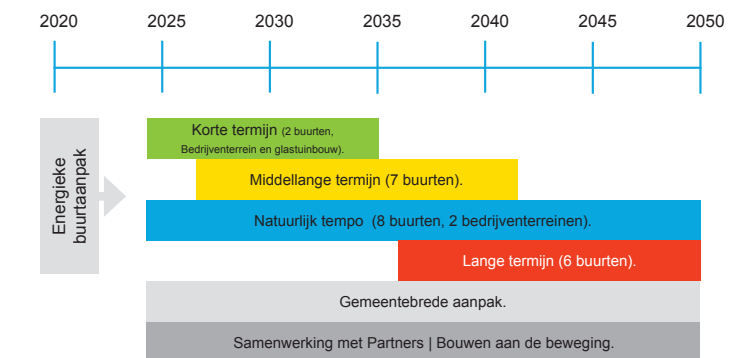 2020 2025 2030 2035 2040 2045 2050
Energieke
buurtaanpak
Korte termijn (2 buurten,
Bedrijventerrein en glastuinbouw).
Middellange termijn (7 buurten).
Natuurlijk tempo (8 buurten, 2 bedrijventerreinen).
Lange termijn (6 buurten).
Gemeentebrede aanpak.
Samenwerking met Partners | Bouwen aan de beweging.